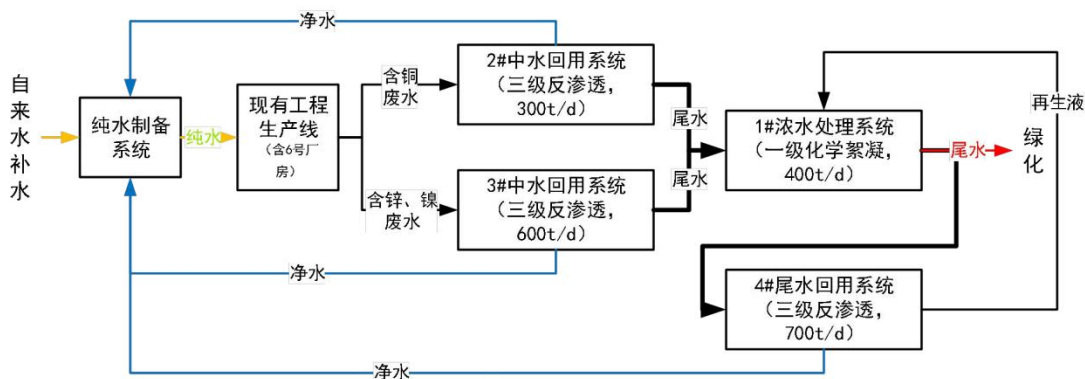 净水
自来水补水
纯水制备
系统
纯水
现有工程
生产线
（含6号厂
房）
含铜
废水
2#中水回用系统
（三级反渗透，
300t/d）
尾水
含锌、镍
废水
3#中水回用系统
（三级反渗透，
600t/d）
尾水
1#浓水处理系统
（一级化学絮凝，
400t/d）
尾水
绿化
再生液
净水
4#尾水回用系统
（三级反渗透，
700t/d）
净水